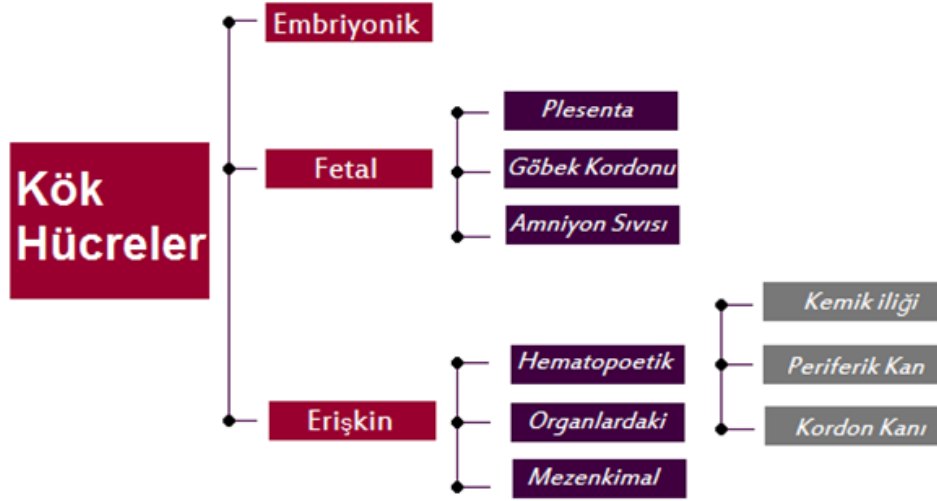 Kök
Hücreler
Embriyonik
Fetal
Plesenta
Göbek Kordonu
Amniyon Sıvısı
Erişkin
Hematopoetik
Organlardaki
Mezenkimal
Kemik iliği
Periferik Kan
Kordon Kanı